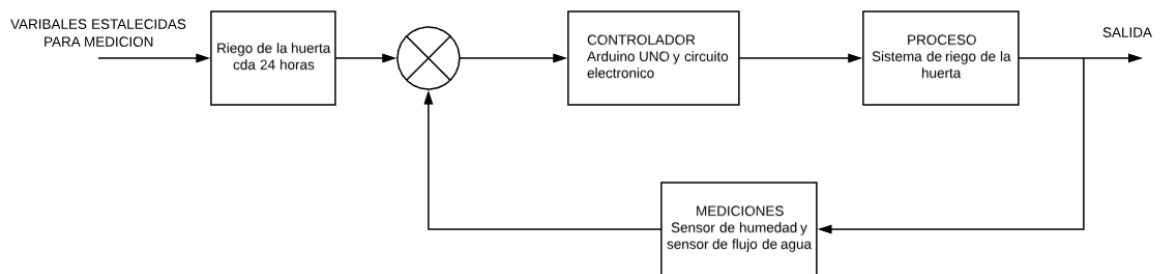 VARIBALES ESTALECIDAS
PARA MEDICION
Riego de la huerta
cda 24 horas
CONTROLADOR
Arduino UNO y circuito
electronico
PROCESO
Sistema de riego de la
huerta
SALIDA
MEDICIONES
Sensor de humedad y
sensor de flujo de agua